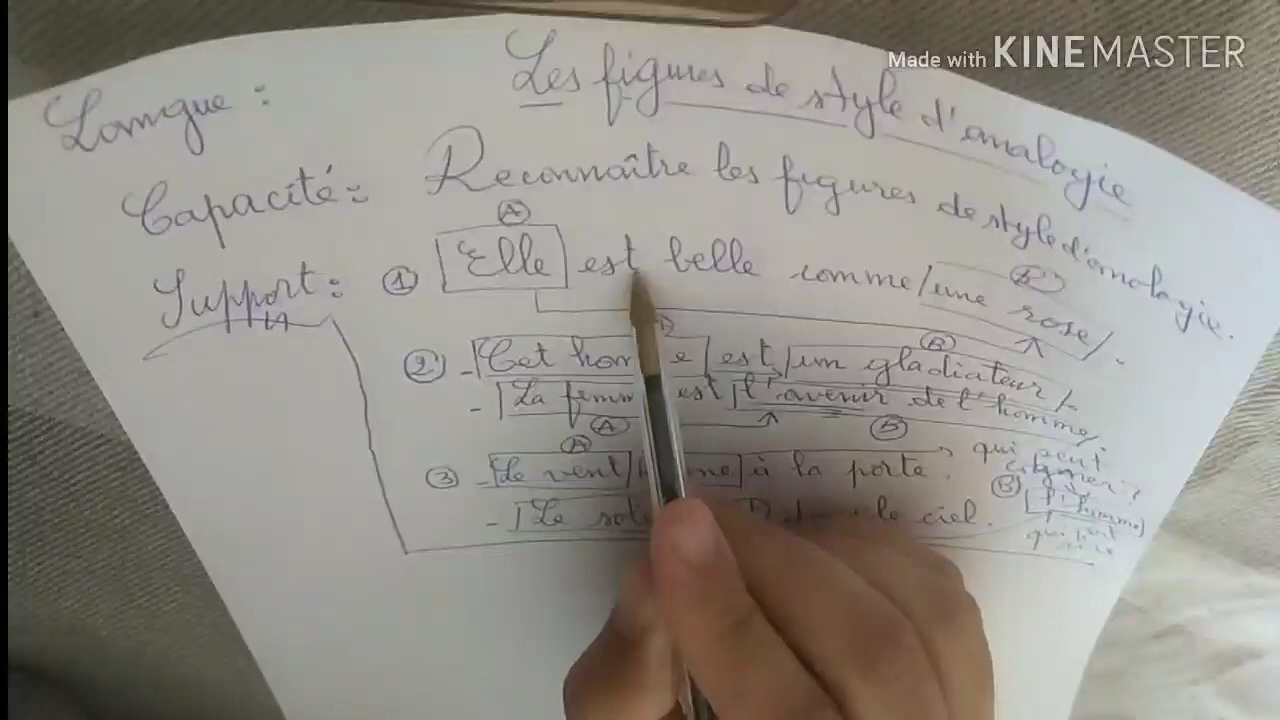 Made with KINEMASTER
Langue : Les figures de style d'analogie
Capacité : Reconnaître les figures de style d'analogie.
A
Support : 1 Elle est belle comme / une rose / .
B
2 - Cet homme / est / un gladiateur / .
B
- | La femme est | l'avenir de l'homme / .
A B
A
3 - Le vent / à la porte . qui peut
B l'homme
- | Le le ciel . qui